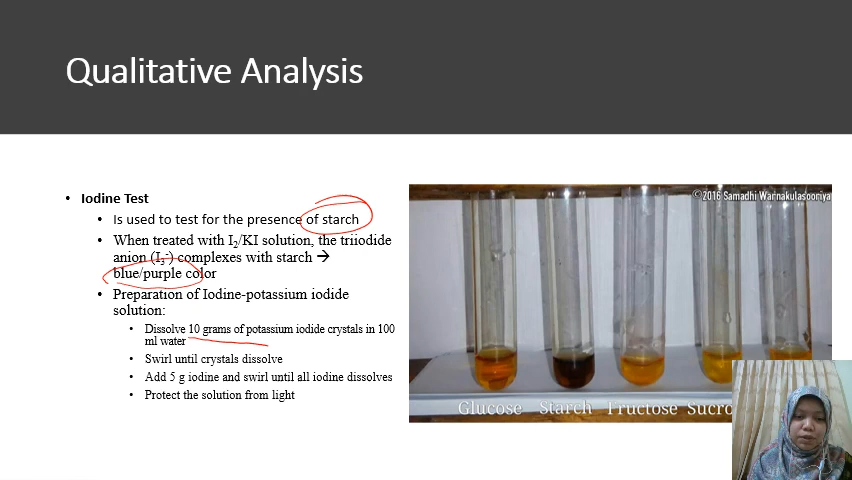 Qualitative Analysis
©2016 Samadhi Warnakulasooriya
• Iodine Test
• Is used to test for the presence of starch
• When treated with I₂/KI solution, the triiodide
anion (I₃⁻) complexes with starch →
blue/purple color
• Preparation of Iodine-potassium iodide
solution:
• Dissolve 10 grams of potassium iodide crystals in 100
ml water
• Swirl until crystals dissolve
• Add 5 g iodine and swirl until all iodine dissolves
• Protect the solution from light
Glucose Starch Fructose Sucro